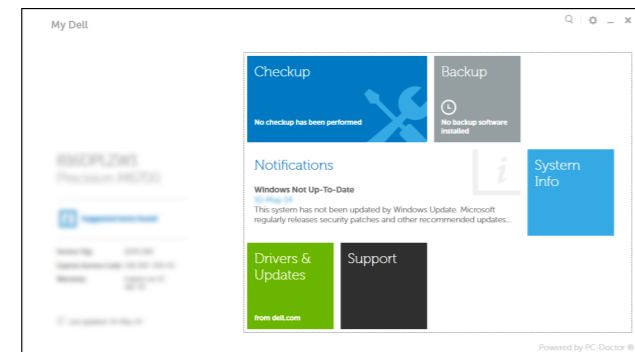 My Dell
Checkup
No checkup has been performed
Backup
No backup software
installed
Notifications
Windows Not Up-To-Date
This system has not been updated by Windows Update. Microsoft
regularly releases security patches and other recommended updates...
System
Info
Drivers &
Updates
from dell.com
Support
Powered by PC-Doctor ®